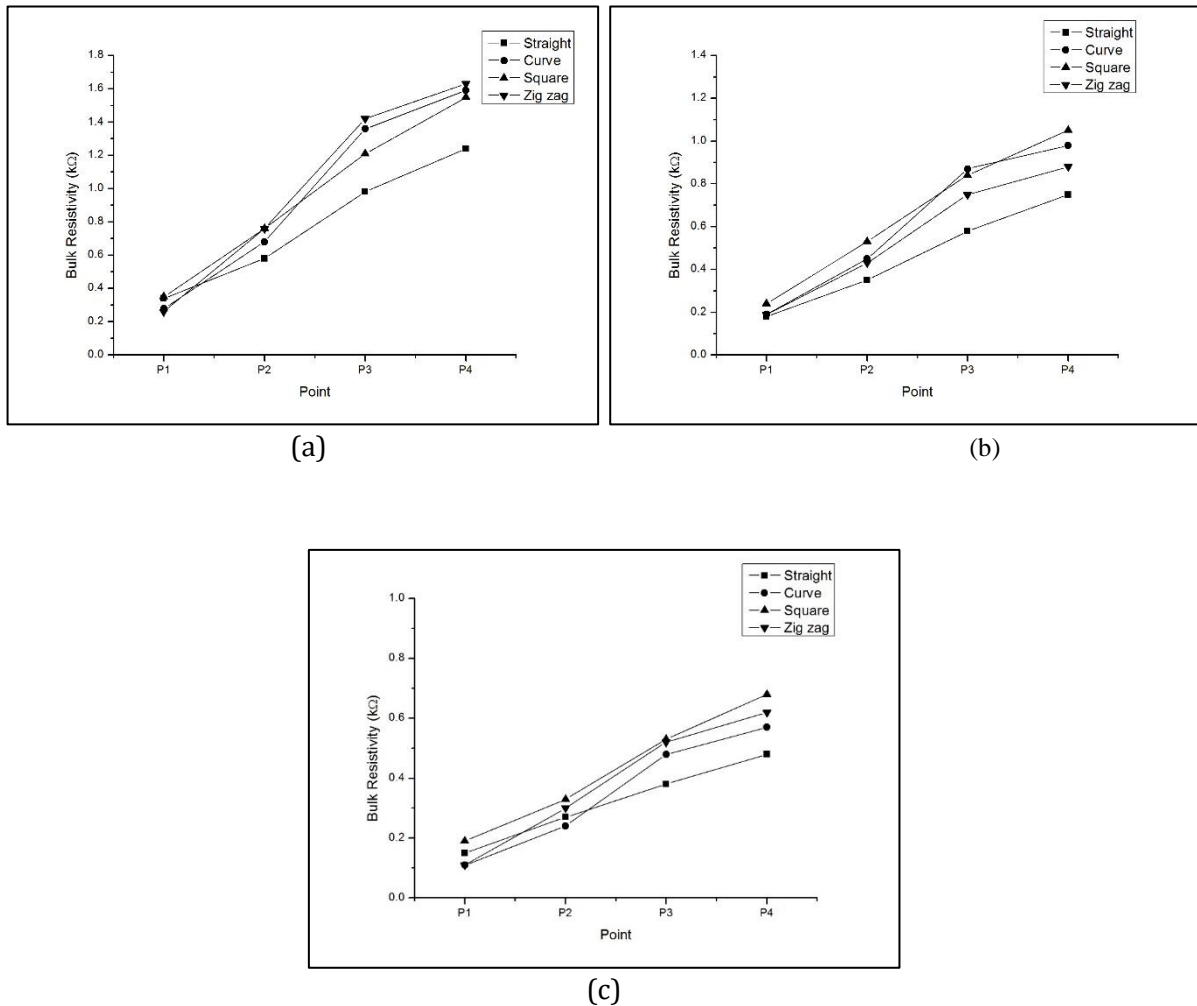 Straight
Curve
Square
Zig zag
1.8
1.6
1.4
1.2
1.0
0.8
0.6
0.4
0.2
0.0
Bulk Resistivity (kΩ)
P1 P2 P3 P4
Point
(a)
Straight
Curve
Square
Zig zag
1.4
1.2
1.0
0.8
0.6
0.4
0.2
0.0
Bulk Resistivity (kΩ)
P1 P2 P3 P4
Point
(b)
Straight
Curve
Square
Zig zag
1.0
0.8
0.6
0.4
0.2
0.0
Bulk Resistivity (kΩ)
P1 P2 P3 P4
Point
(c)